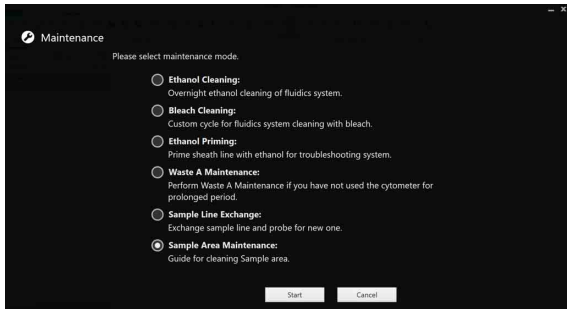 Maintenance
Please select maintenance mode.
Ethanol Cleaning:
Overnight ethanol cleaning of fluidics system.
Bleach Cleaning:
Custom cycle for fluidics system cleaning with bleach.
Ethanol Priming:
Prime sheath line with ethanol for troubleshooting system.
Waste A Maintenance:
Perform Waste A Maintenance if you have not used the cytometer for
prolonged period.
Sample Line Exchange:
Exchange sample line and probe for new one.
Sample Area Maintenance:
Guide for cleaning Sample area.
Start Cancel